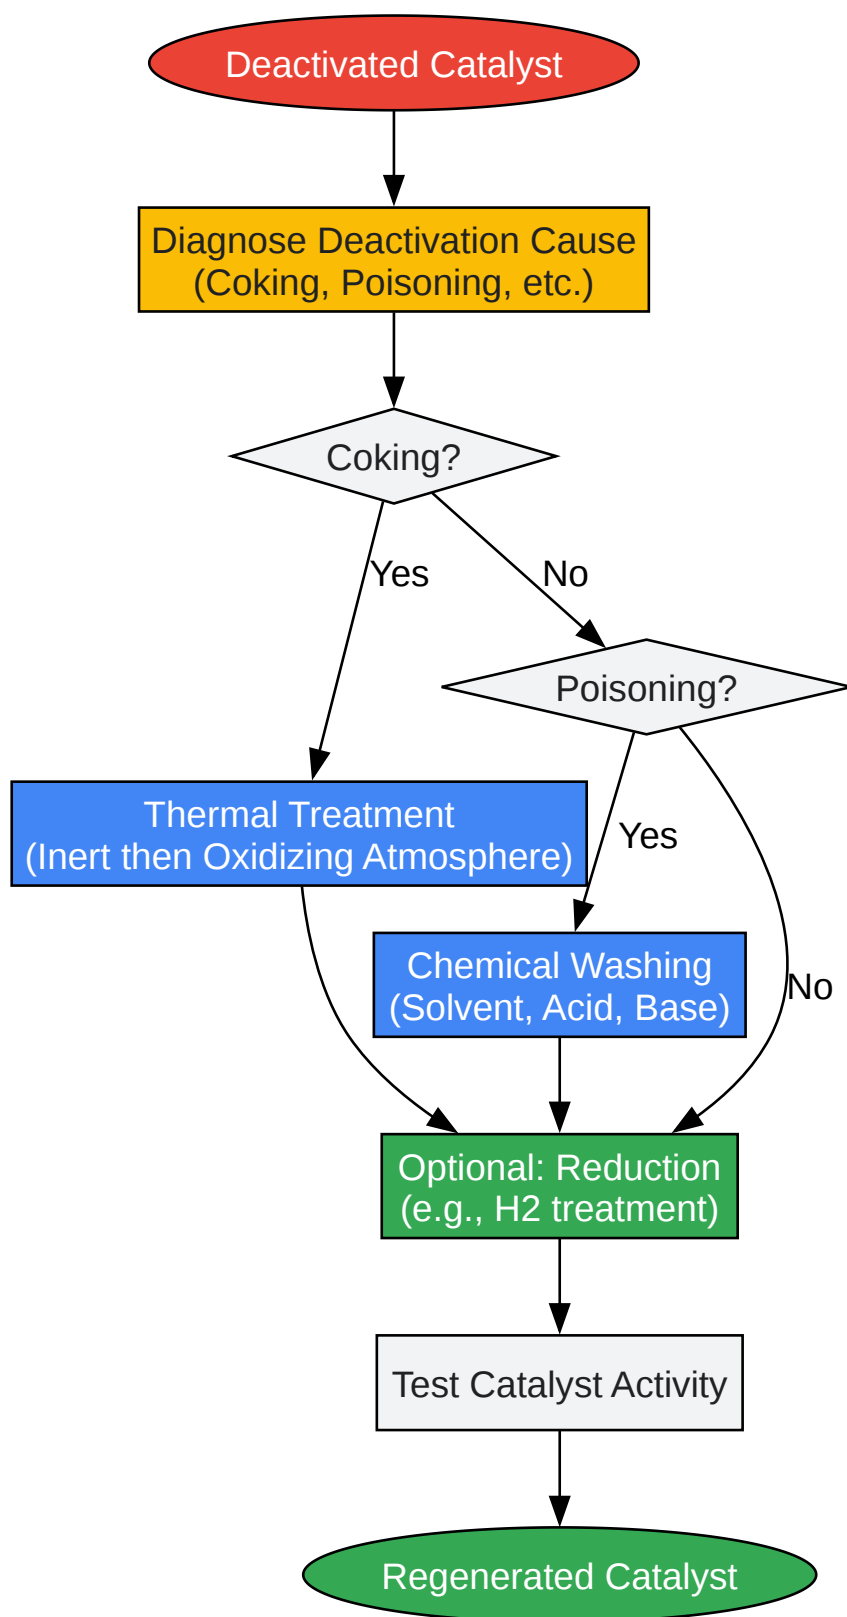 Deactivated Catalyst
Diagnose Deactivation Cause
(Coking, Poisoning, etc.)
Coking?
Yes
No
Poisoning?
Thermal Treatment
(Inert then Oxidizing Atmosphere)
Yes
Chemical Washing
(Solvent, Acid, Base)
No
Optional: Reduction
(e.g., H2 treatment)
Test Catalyst Activity
Regenerated Catalyst